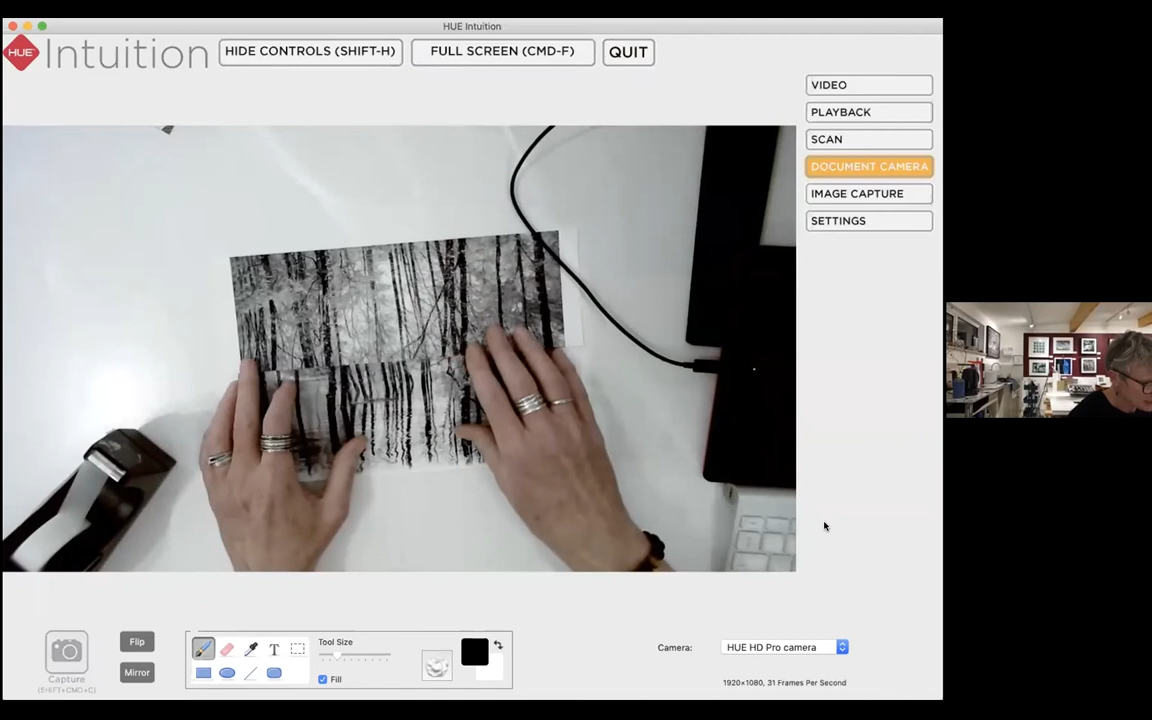 HUE Intuition
HUE Intuition
HIDE CONTROLS (SHIFT-H)
FULL SCREEN (CMD-F)
QUIT
VIDEO
PLAYBACK
SCAN
DOCUMENT CAMERA
IMAGE CAPTURE
SETTINGS
Capture
(SHIFT+CMD+C)
Flip
Mirror
T
Tool Size
Fill
Camera:
HUE HD Pro camera
1920×1080, 31 Frames Per Second